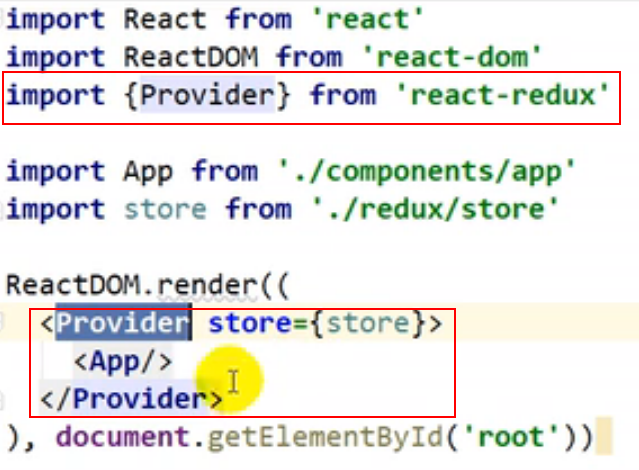 import React from 'react'
import ReactDOM from 'react-dom'
import {Provider} from 'react-redux'
import App from './components/app'
import store from './redux/store'
ReactDOM.render((
<Provider store={store}>
<App/>
</Provider>
), document.getElementById('root'))